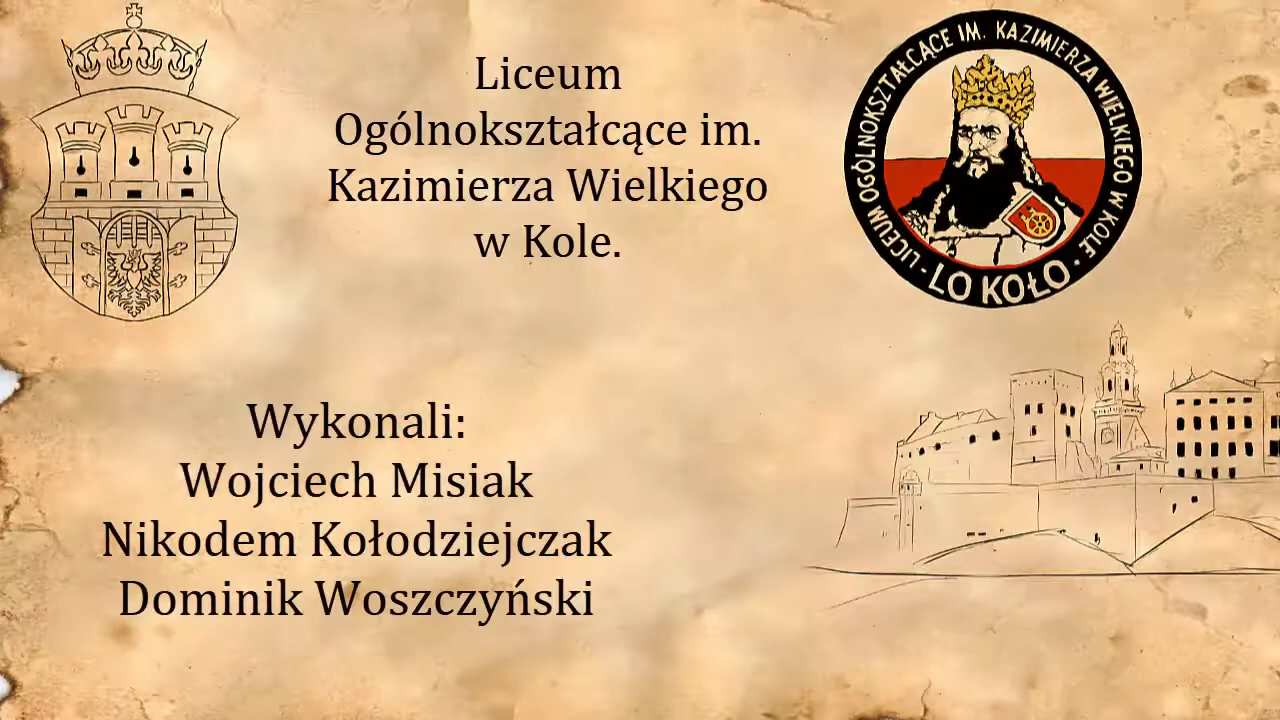 Liceum
Ogólnokształcące im.
Kazimierza Wielkiego
w Kole.
· LICEUM OGÓLNOKSZTAŁCĄCE IM. KAZIMIERZA WIELKIEGO W KOLE ·
- LO KOŁO
Wykonali:
Wojciech Misiak
Nikodem Kołodziejczak
Dominik Woszczyński